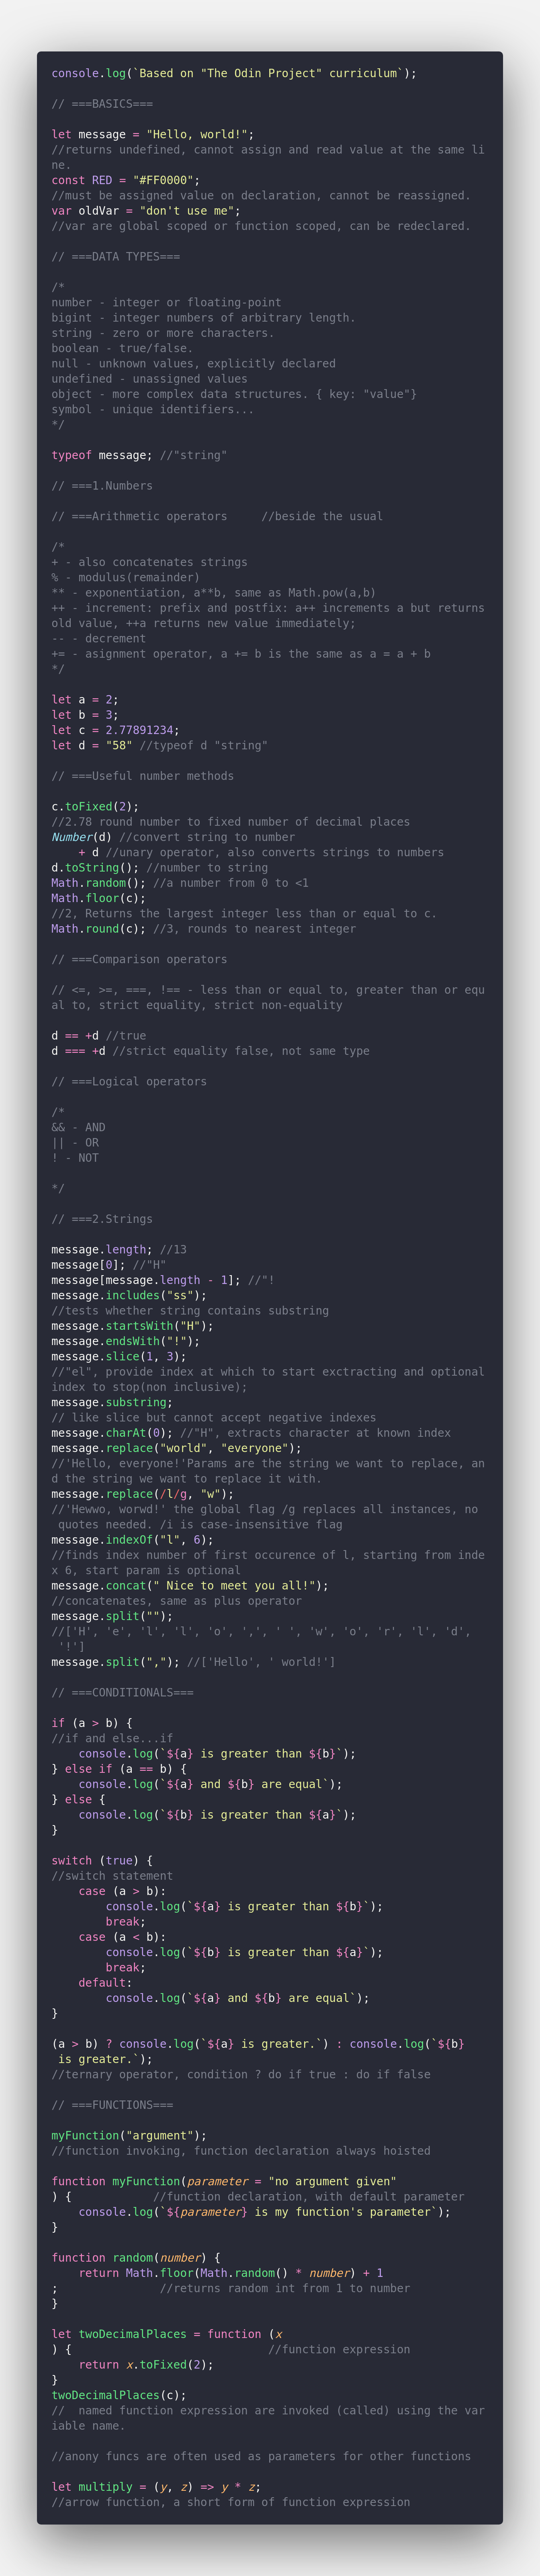 console.log(`Based on "The Odin Project" curriculum`);
// ===BASICS===
let message = "Hello, world!";
//returns undefined, cannot assign and read value at the same li
ne.
const RED = "#FF0000";
//must be assigned value on declaration, cannot be reassigned.
var oldVar = "don't use me";
//var are global scoped or function scoped, can be redeclared.
// ===DATA TYPES===
/*
number - integer or floating-point
bigint - integer numbers of arbitrary length.
string - zero or more characters.
boolean - true/false.
null - unknown values, explicitly declared
undefined - unassigned values
object - more complex data structures. { key: "value"}
symbol - unique identifiers...
*/
typeof message; //"string"
// ===1.Numbers
// ===Arithmetic operators     //beside the usual
/*
+ - also concatenates strings
% - modulus(remainder)
** - exponentiation, a**b, same as Math.pow(a,b)
++ - increment: prefix and postfix: a++ increments a but returns
old value, ++a returns new value immediately;
-- - decrement
+= - asignment operator, a += b is the same as a = a + b
*/
let a = 2;
let b = 3;
let c = 2.77891234;
let d = "58" //typeof d "string"
// ===Useful number methods
c.toFixed(2);
//2.78 round number to fixed number of decimal places
Number(d) //convert string to number
    + d //unary operator, also converts strings to numbers
d.toString(); //number to string
Math.random(); //a number from 0 to <1
Math.floor(c);
//2, Returns the largest integer less than or equal to c.
Math.round(c); //3, rounds to nearest integer
// ===Comparison operators
// <=, >=, ===, !== - less than or equal to, greater than or equ
al to, strict equality, strict non-equality
d == +d //true
d === +d //strict equality false, not same type
// ===Logical operators
/*
&& - AND
|| - OR
! - NOT
*/
// ===2.Strings
message.length; //13
message[0]; //"H"
message[message.length - 1]; //"!
message.includes("ss");
//tests whether string contains substring
message.startsWith("H");
message.endsWith("!");
message.slice(1, 3);
//"el", provide index at which to start exctracting and optional
index to stop(non inclusive);
message.substring;
// like slice but cannot accept negative indexes
message.charAt(0); //"H", extracts character at known index
message.replace("world", "everyone");
//'Hello, everyone!'Params are the string we want to replace, an
d the string we want to replace it with.
message.replace(/l/g, "w");
//'Hewwo, worwd!' the global flag /g replaces all instances, no
 quotes needed. /i is case-insensitive flag
message.indexOf("l", 6);
//finds index number of first occurence of l, starting from inde
x 6, start param is optional
message.concat(" Nice to meet you all!");
//concatenates, same as plus operator
message.split("");
//['H', 'e', 'l', 'l', 'o', ',', ' ', 'w', 'o', 'r', 'l', 'd',
 '!']
message.split(","); //['Hello', ' world!']
// ===CONDITIONALS===
if (a > b) {
//if and else...if
    console.log(`${a} is greater than ${b}`);
} else if (a == b) {
    console.log(`${a} and ${b} are equal`);
} else {
    console.log(`${b} is greater than ${a}`);
}
switch (true) {
//switch statement
    case (a > b):
        console.log(`${a} is greater than ${b}`);
        break;
    case (a < b):
        console.log(`${b} is greater than ${a}`);
        break;
    default:
        console.log(`${a} and ${b} are equal`);
}
(a > b) ? console.log(`${a} is greater.`) : console.log(`${b}
 is greater.`);
//ternary operator, condition ? do if true : do if false
// ===FUNCTIONS===
myFunction("argument");
//function invoking, function declaration always hoisted
function myFunction(parameter = "no argument given"
) {            //function declaration, with default parameter
    console.log(`${parameter} is my function's parameter`);
}
function random(number) {
    return Math.floor(Math.random() * number) + 1
;               //returns random int from 1 to number
}
let twoDecimalPlaces = function (x
) {                             //function expression
    return x.toFixed(2);
}
twoDecimalPlaces(c);
//  named function expression are invoked (called) using the var
iable name.
//anony funcs are often used as parameters for other functions
let multiply = (y, z) => y * z;
//arrow function, a short form of function expression